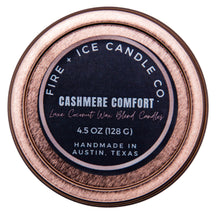 FIRE + ICE CANDLE CO.
CASHMERE COMFORT
Luxe Coconut Wax Blend Candles
4.5 OZ (128 G)
HANDMADE IN
AUSTIN, TEXAS